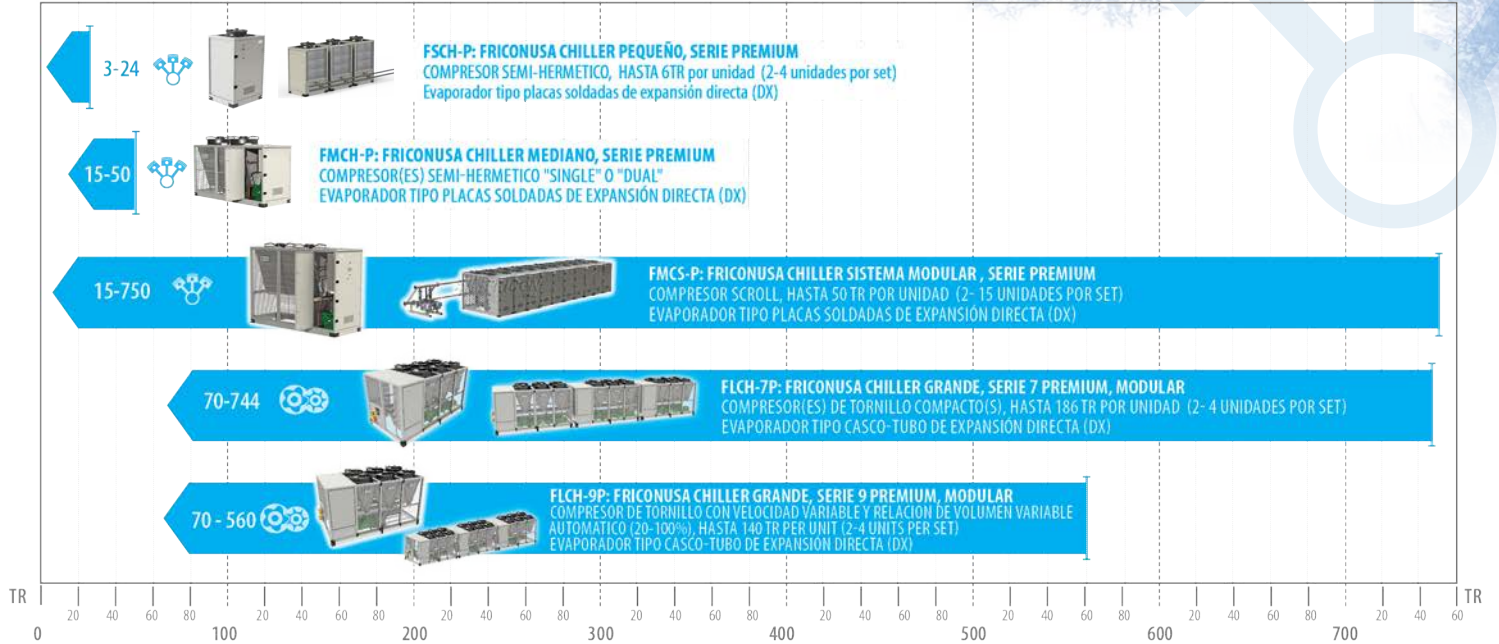 3-24
FSCH-P: FRICONUSA CHILLER PEQUEÑO, SERIE PREMIUM
COMPRESOR SEMI-HERMETICO, HASTA 6TR por unidad (2-4 unidades por set)
Evaporador tipo placas soldadas de expansión directa (DX)
15-50
FMCH-P: FRICONUSA CHILLER MEDIANO, SERIE PREMIUM
COMPRESOR(ES) SEMI-HERMETICO "SINGLE" O "DUAL"
EVAPORADOR TIPO PLACAS SOLDADAS DE EXPANSIÓN DIRECTA (DX)
15-750
FMCS-P: FRICONUSA CHILLER SISTEMA MODULAR , SERIE PREMIUM
COMPRESOR SCROLL, HASTA 50 TR POR UNIDAD (2- 15 UNIDADES POR SET)
EVAPORADOR TIPO PLACAS SOLDADAS DE EXPANSIÓN DIRECTA (DX)
70-744
FLCH-7P: FRICONUSA CHILLER GRANDE, SERIE 7 PREMIUM, MODULAR
COMPRESOR(ES) DE TORNILLO COMPACTO(S), HASTA 186 TR POR UNIDAD (2- 4 UNIDADES POR SET)
EVAPORADOR TIPO CASCO-TUBO DE EXPANSIÓN DIRECTA (DX)
70 - 560
FLCH-9P: FRICONUSA CHILLER GRANDE, SERIE 9 PREMIUM, MODULAR
COMPRESOR DE TORNILLO CON VELOCIDAD VARIABLE Y RELACION DE VOLUMEN VARIABLE
AUTOMATICO (20-100%), HASTA 140 TR PER UNIT (2-4 UNITS PER SET)
EVAPORADOR TIPO CASCO-TUBO DE EXPANSIÓN DIRECTA (DX)
TR TR
20 40 60 80 20 40 60 80 20 40 60 80 20 40 60 80 20 40 60 80 20 40 60 80 20 40 60 80 20 40 60
0 100 200 300 400 500 600 700